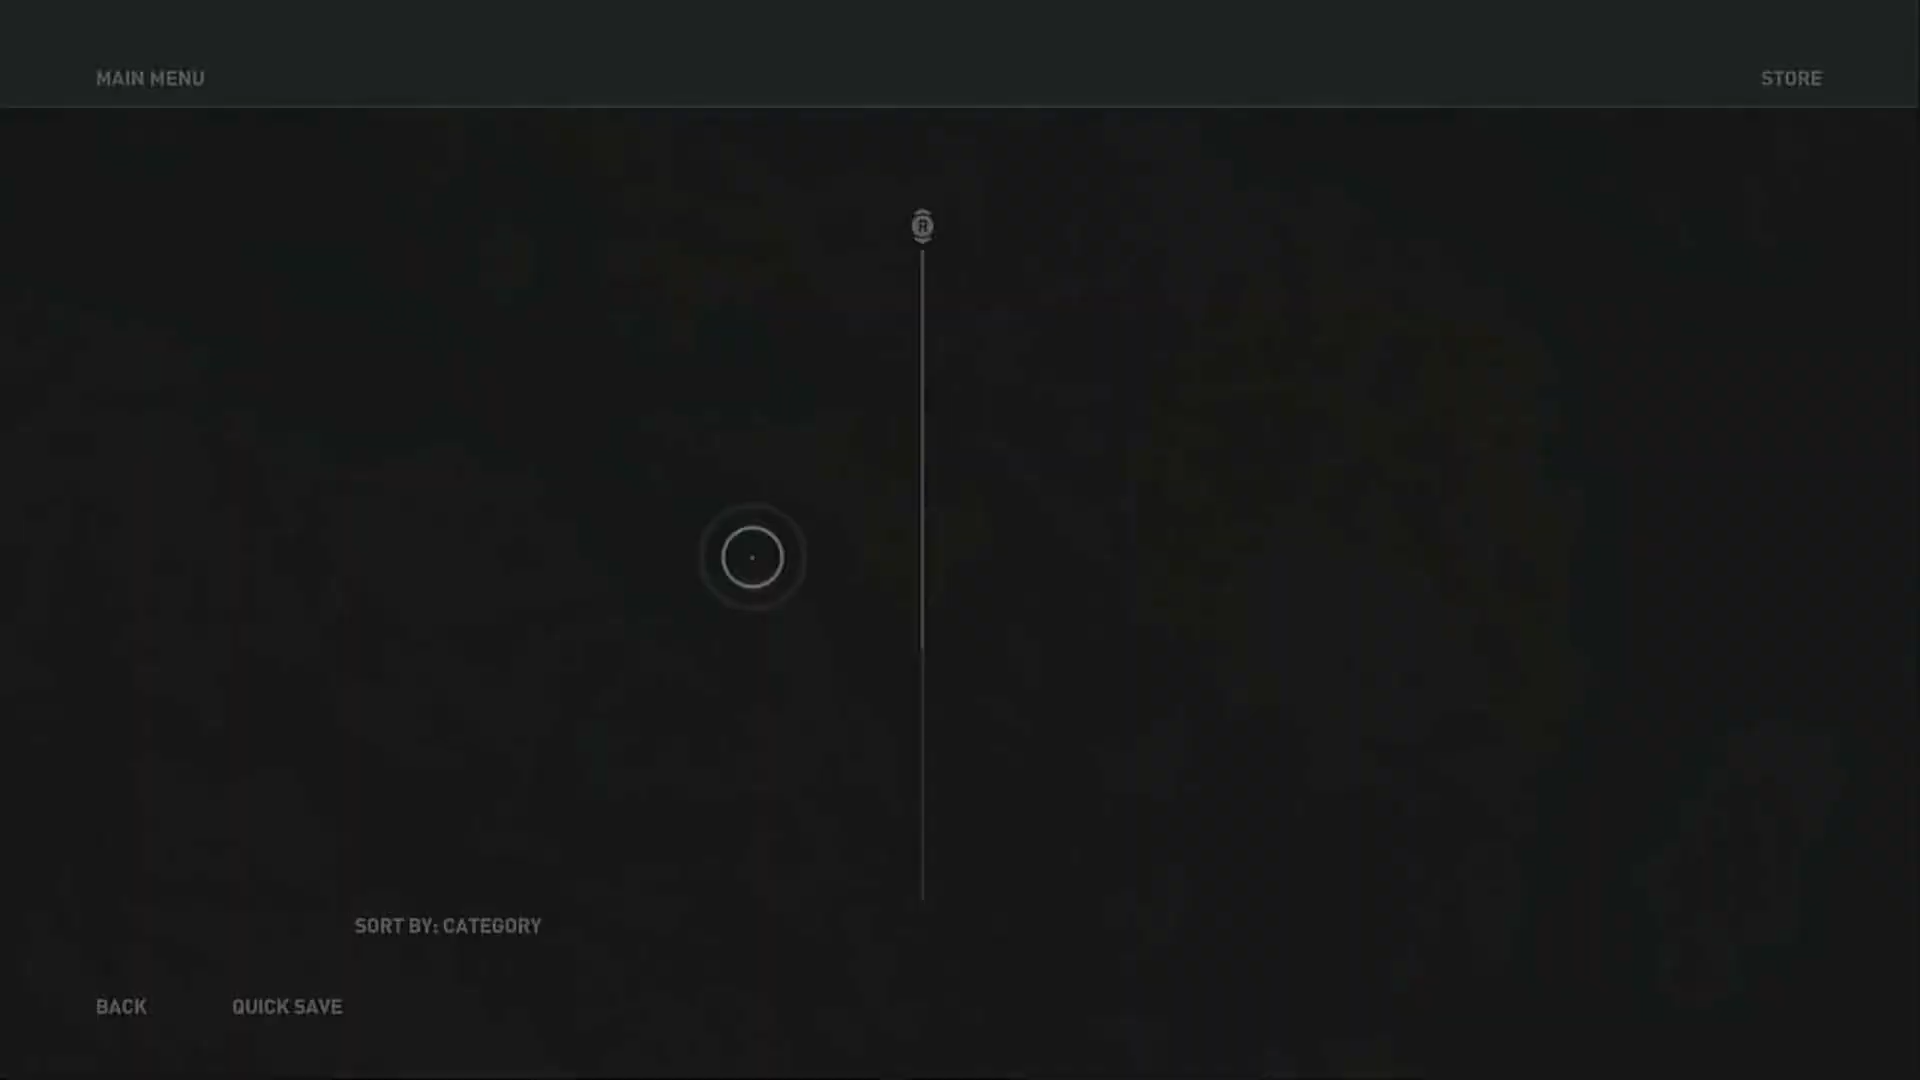 MAIN MENU
STORE
R
SORT BY: CATEGORY
BACK
QUICK SAVE